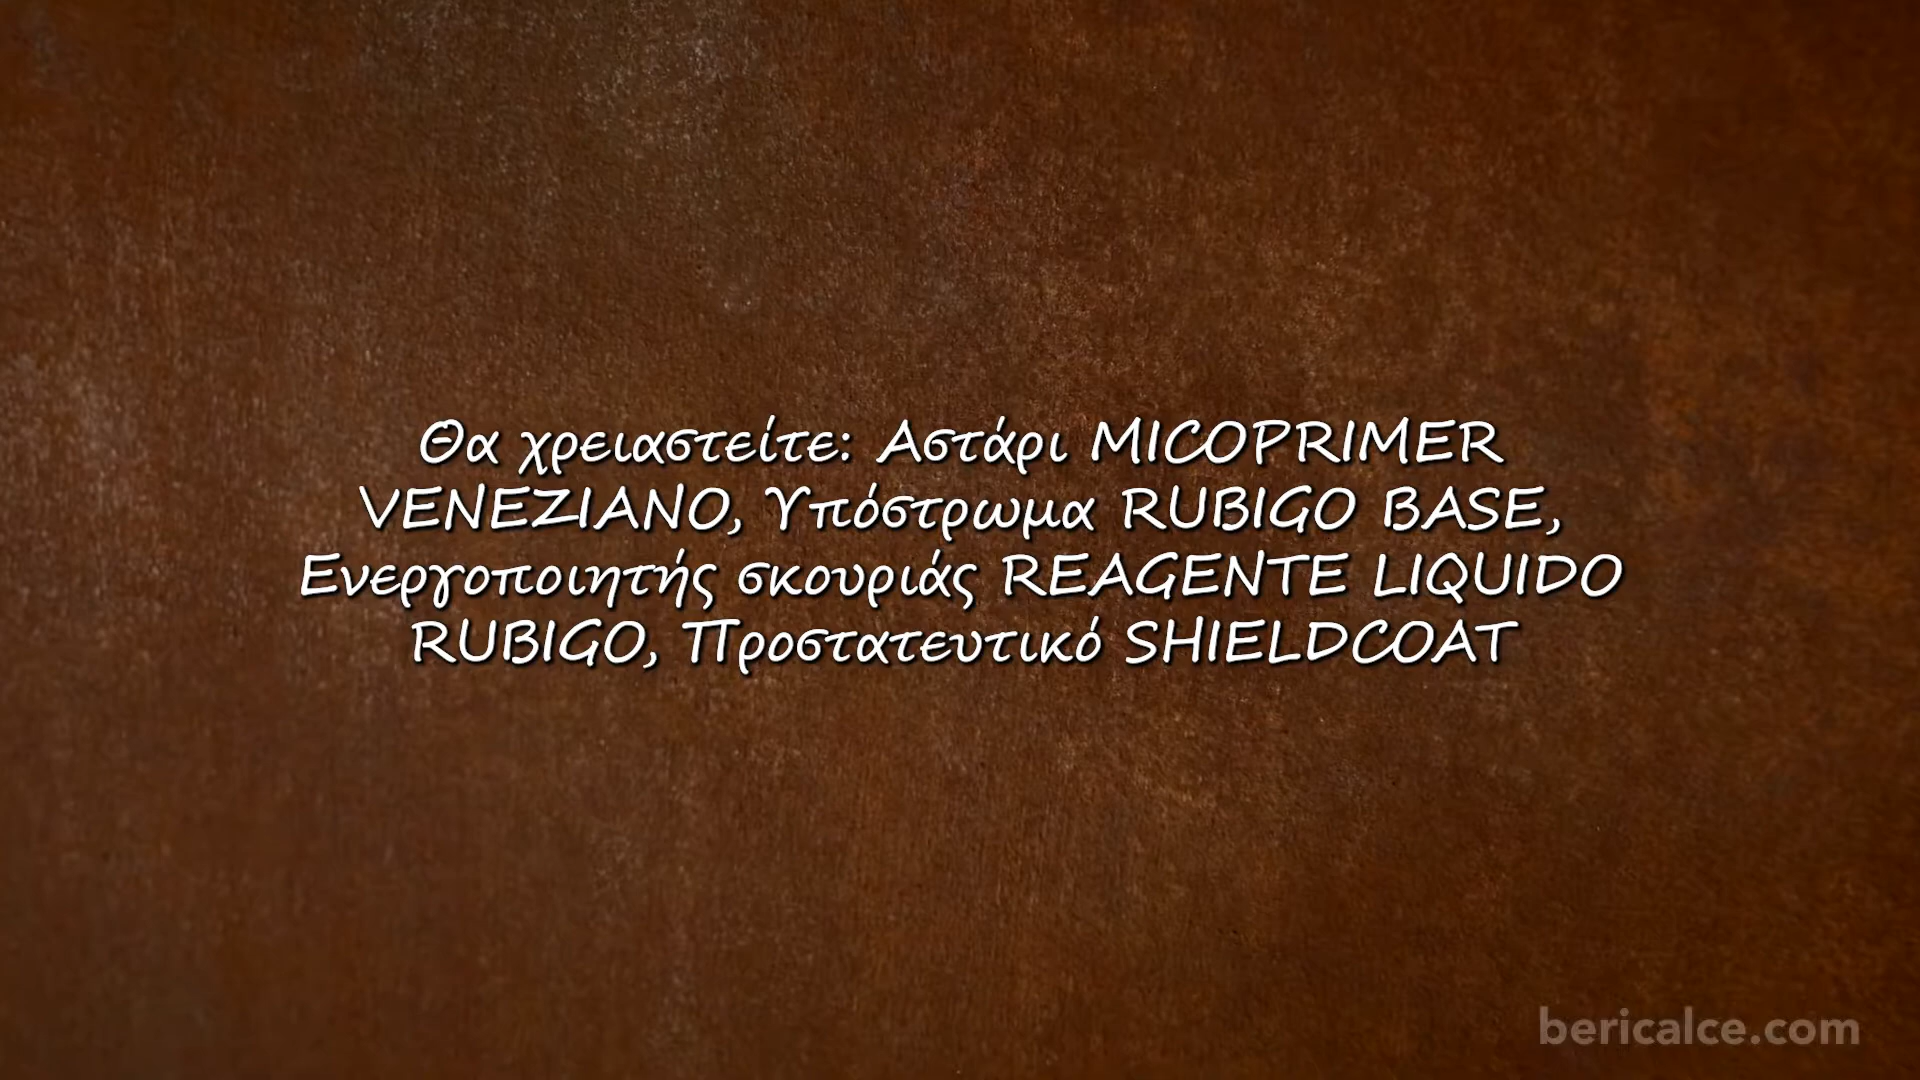 Θα χρειαστείτε: Αστάρι MICOPRIMER
VENEZIANO, Υπόστρωμα RUBIGO BASE,
Ενεργοποιητής σκουριάς REAGENTE LIQUIDO
RUBIGO, Προστατευτικό SHIELDCOAT
bericalce.com